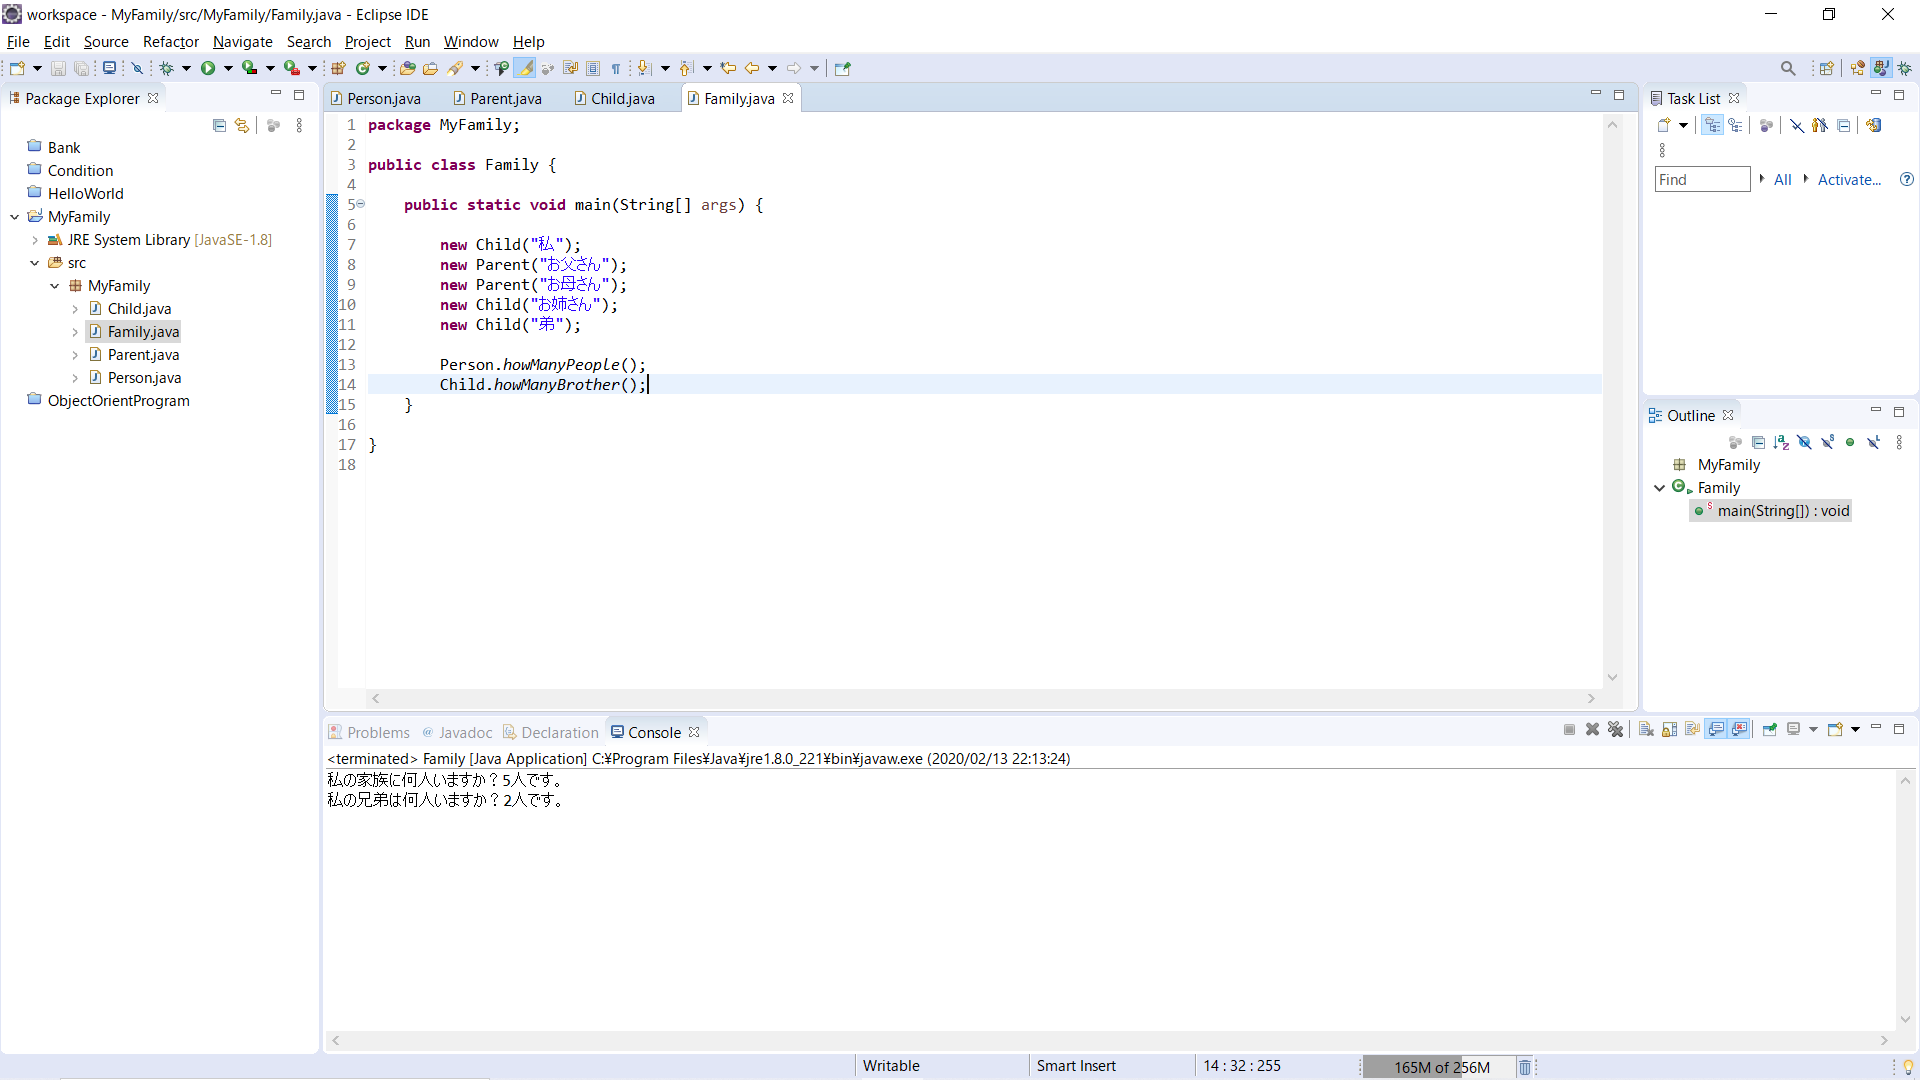 workspace - MyFamily/src/MyFamily/Family.java - Eclipse IDE
File Edit Source Refactor Navigate Search Project Run Window Help
Package Explorer
Bank
Condition
HelloWorld
MyFamily
JRE System Library [JavaSE-1.8]
src
MyFamily
Child.java
Family.java
Parent.java
Person.java
ObjectOrientProgram
Person.java Parent.java Child.java Family.java
1 package MyFamily;
2
3 public class Family {
4
5 public static void main(String[] args) {
6
7 new Child("私");
8 new Parent("お父さん");
9 new Parent("お母さん");
10 new Child("お姉さん");
11 new Child("弟");
12
13 Person.howManyPeople();
14 Child.howManyBrother();
15 }
16
17 }
18
Task List
Find All Activate...
Outline
MyFamily
Family
main(String[]) : void
Problems Javadoc Declaration Console
<terminated> Family [Java Application] C:¥Program Files¥Java¥jre1.8.0_221¥bin¥javaw.exe (2020/02/13 22:13:24)
私の家族に何人いますか？5人です。
私の兄弟は何人いますか？2人です。
Writable Smart Insert 14 : 32 : 255 165M of 256M